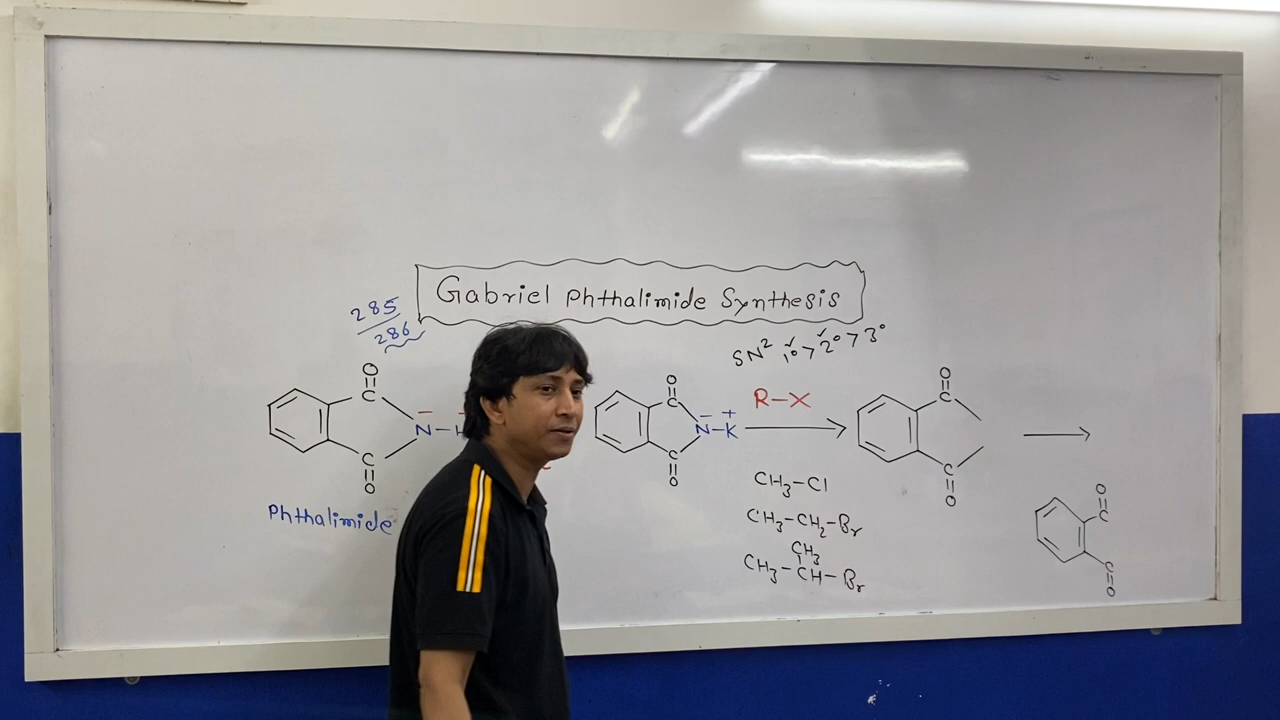 Gabriel Phthalimide Synthesis
285
286
SN² 1° > 2° > 3°
O
C
N–
C
O
Phthalimide
O
C
N–K
− +
C
O
R–X
CH₃–Cl
CH₃–CH₂–Br
CH₃
CH₃–CH–Br
O
C
C
O
O
C
C
O